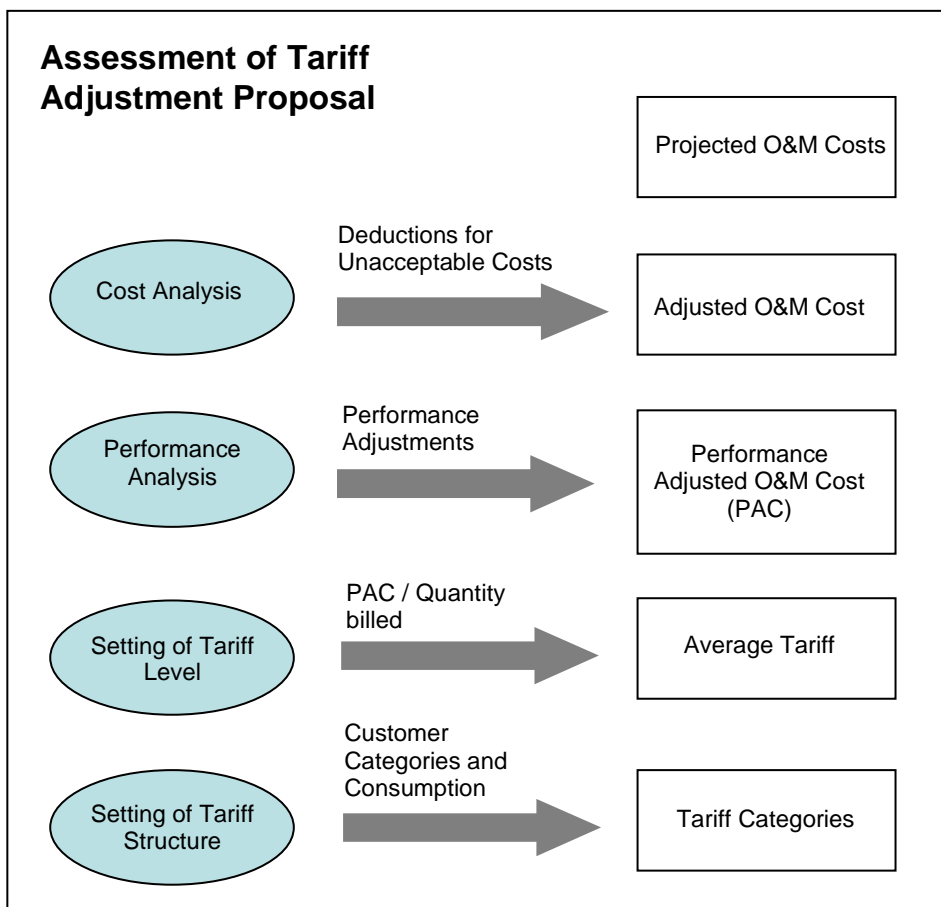 Assessment of Tariff
Adjustment Proposal
Projected O&M Costs
Cost Analysis
Deductions for
Unacceptable Costs
Adjusted O&M Cost
Performance
Analysis
Performance
Adjustments
Performance
Adjusted O&M Cost
(PAC)
Setting of Tariff
Level
PAC / Quantity
billed
Average Tariff
Setting of Tariff
Structure
Customer
Categories and
Consumption
Tariff Categories